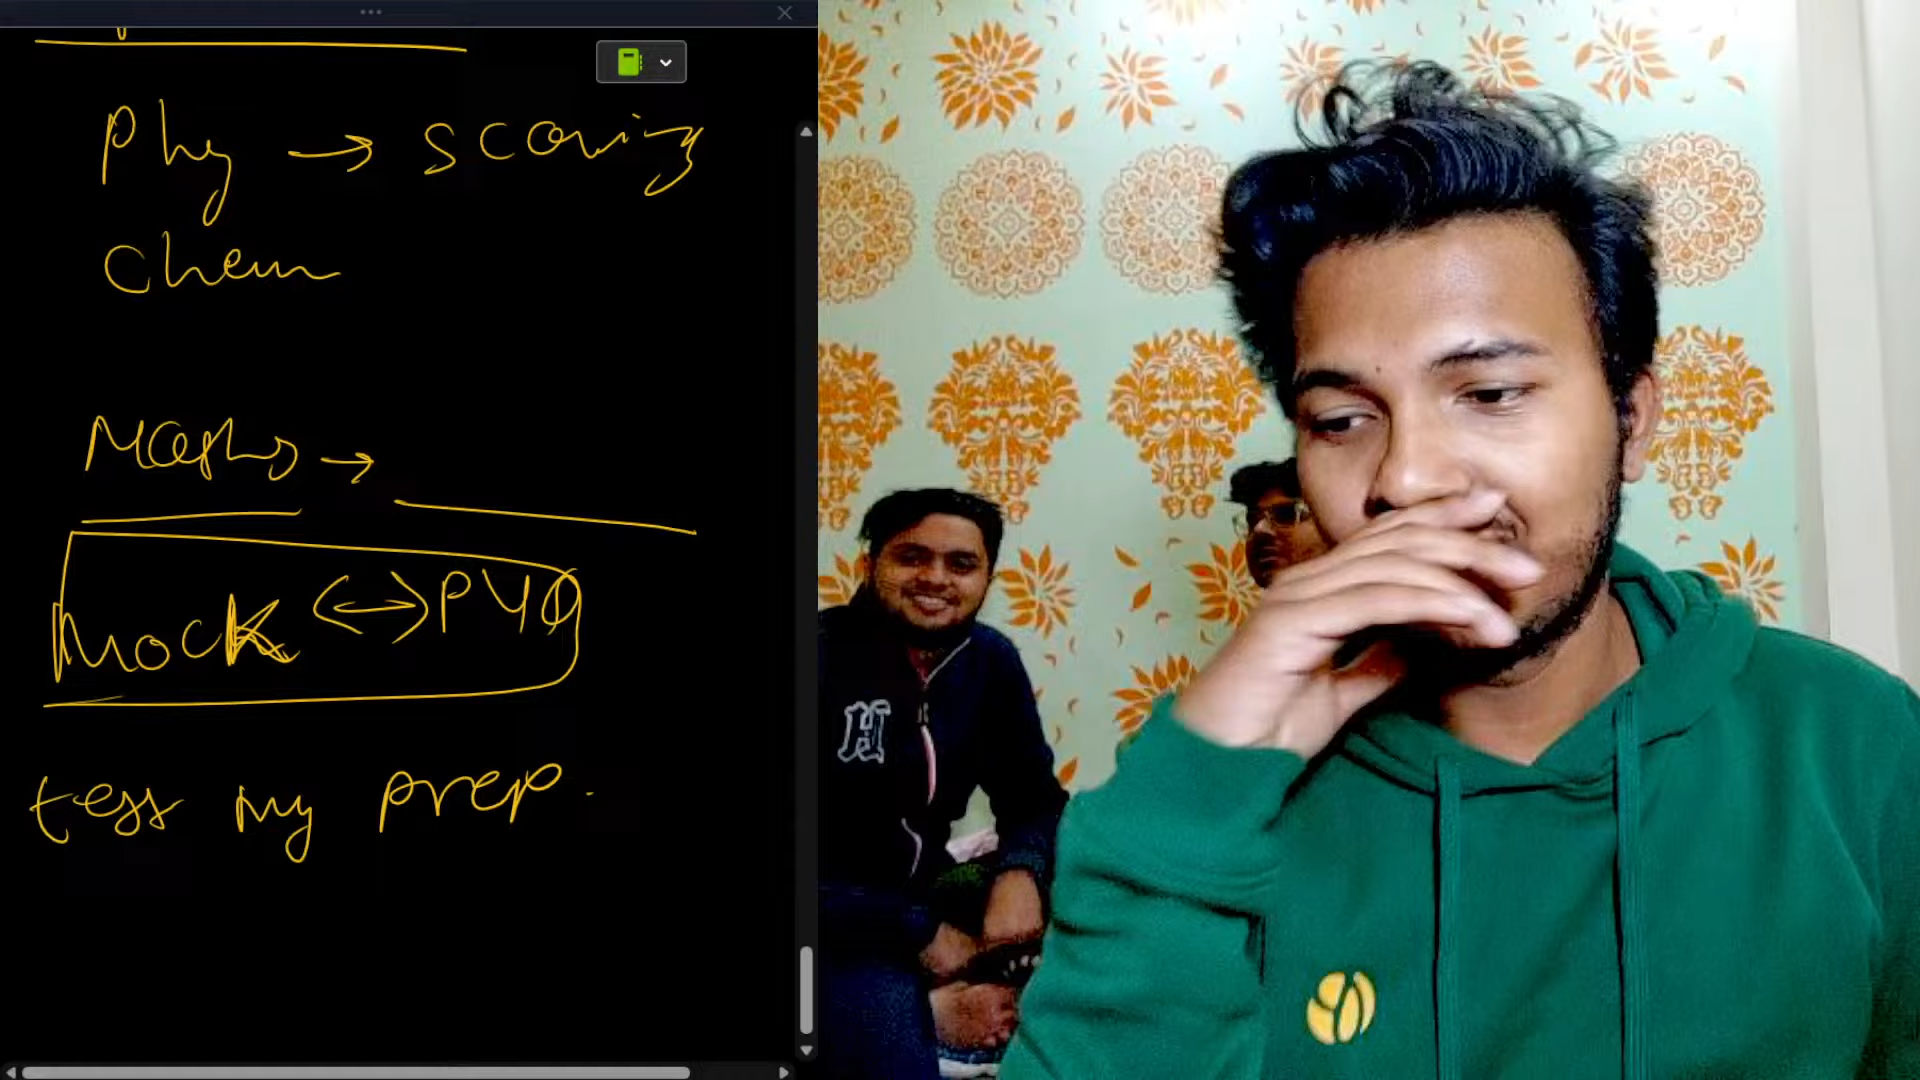 Phy → scoring
Chem
Maths →
Mock <-> PYQ
test my prep.
H